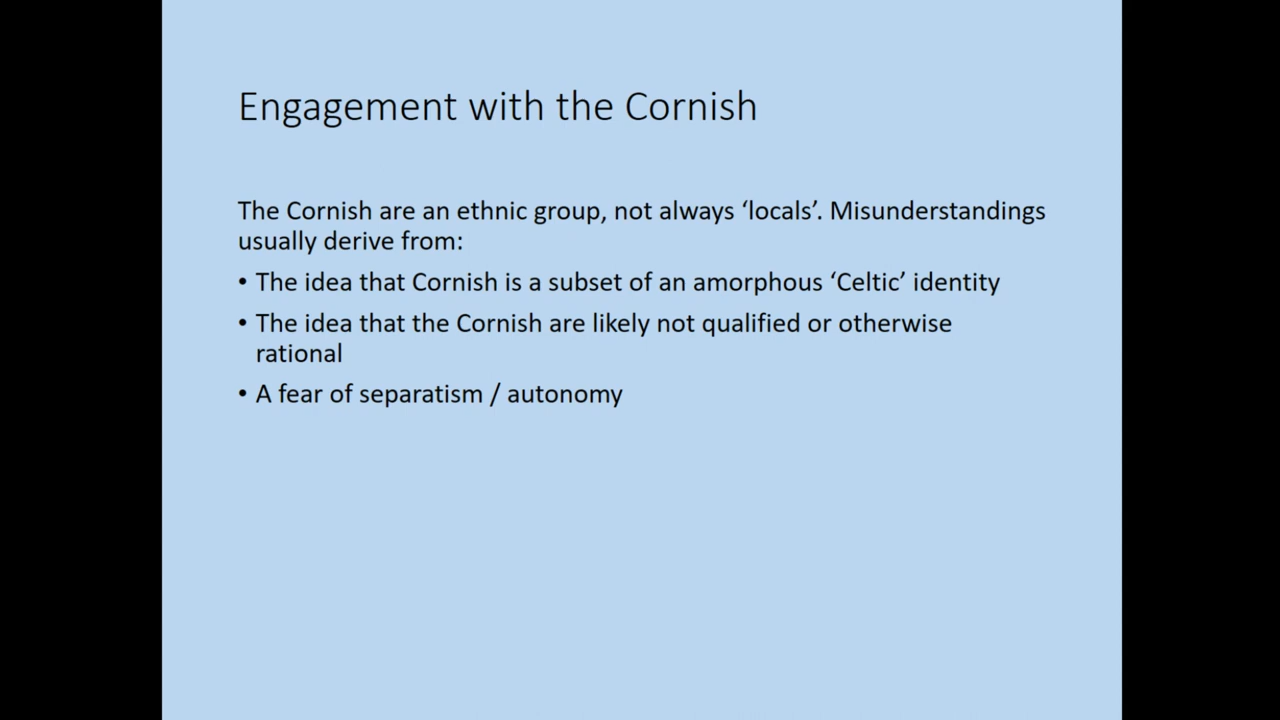 Engagement with the Cornish
The Cornish are an ethnic group, not always ‘locals’. Misunderstandings
usually derive from:
• The idea that Cornish is a subset of an amorphous ‘Celtic’ identity
• The idea that the Cornish are likely not qualified or otherwise
rational
• A fear of separatism / autonomy